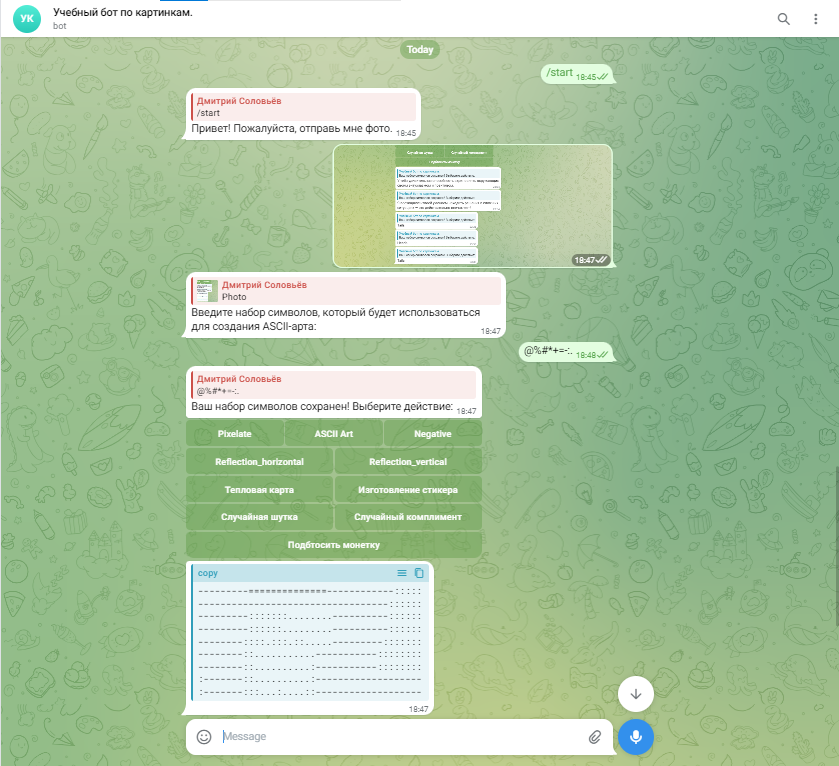 УК
Учебный бот по картинкам.
bot
Today
/start 18:45
Дмитрий Соловьёв
/start
Привет! Пожалуйста, отправь мне фото. 18:45
18:47
Дмитрий Соловьёв
Photo
Введите набор символов, который будет использоваться
для создания ASCII-арта:
18:47
@%#*+=-:. 18:48
Дмитрий Соловьёв
@%#*+=-:.
Ваш набор символов сохранен! Выберите действие: 18:47
Pixelate ASCII Art Negative
Reflection_horizontal Reflection_vertical
Тепловая карта Изготовление стикера
Случайная шутка Случайный комплимент
Подбтосить монетку
copy
18:47
Message